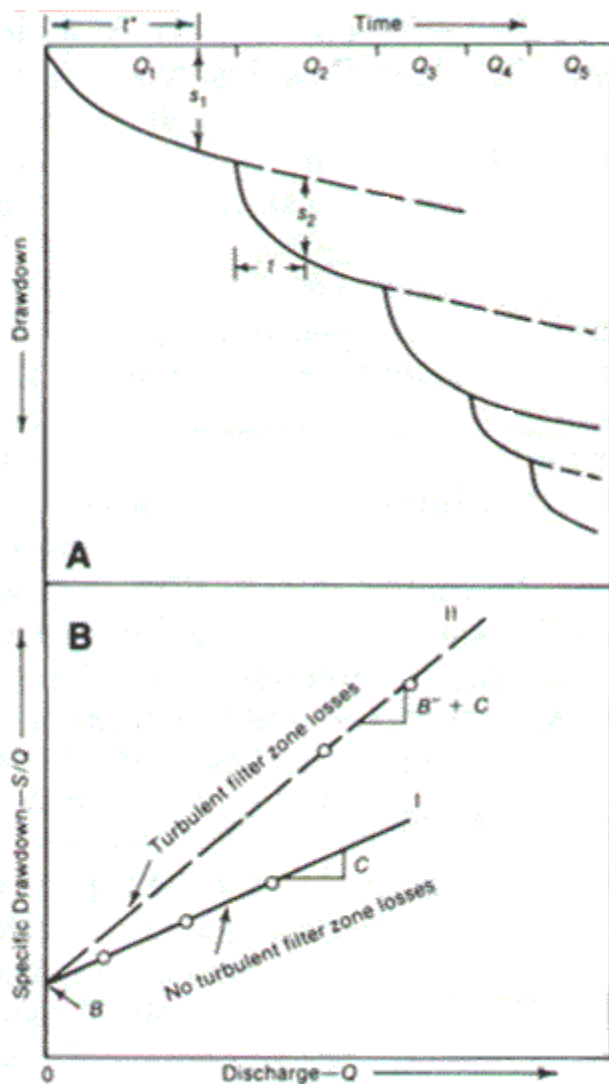 t* Time
Q1 Q2 Q3 Q4 Q5
s1
s2
t
Drawdown
A
B
II
Turbulent filter zone losses
B″ + C
I
C
No turbulent filter zone losses
Specific Drawdown—S/Q
B
0 Discharge—Q